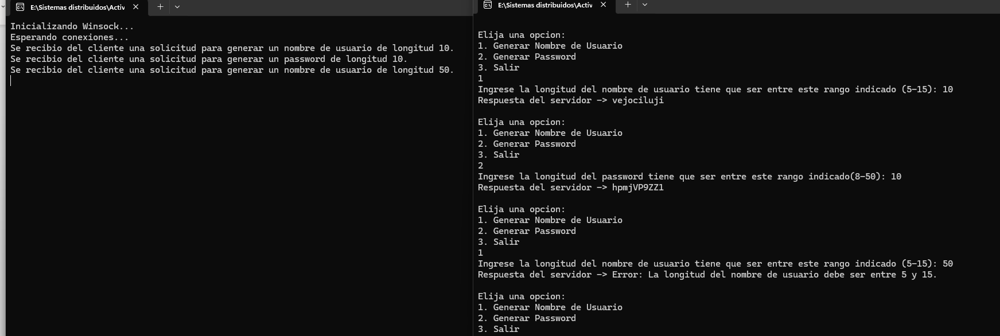 E:\Sistemas distribuidos\Activ
Inicializando Winsock...
Esperando conexiones...
Se recibio del cliente una solicitud para generar un nombre de usuario de longitud 10.
Se recibio del cliente una solicitud para generar un password de longitud 10.
Se recibio del cliente una solicitud para generar un nombre de usuario de longitud 50.
E:\Sistemas distribuidos\Activ
Elija una opcion:
1. Generar Nombre de Usuario
2. Generar Password
3. Salir
1
Ingrese la longitud del nombre de usuario tiene que ser entre este rango indicado (5-15): 10
Respuesta del servidor -> vejociluji
Elija una opcion:
1. Generar Nombre de Usuario
2. Generar Password
3. Salir
2
Ingrese la longitud del password tiene que ser entre este rango indicado(8-50): 10
Respuesta del servidor -> hpmjVP9ZZ1
Elija una opcion:
1. Generar Nombre de Usuario
2. Generar Password
3. Salir
1
Ingrese la longitud del nombre de usuario tiene que ser entre este rango indicado (5-15): 50
Respuesta del servidor -> Error: La longitud del nombre de usuario debe ser entre 5 y 15.
Elija una opcion:
1. Generar Nombre de Usuario
2. Generar Password
3. Salir